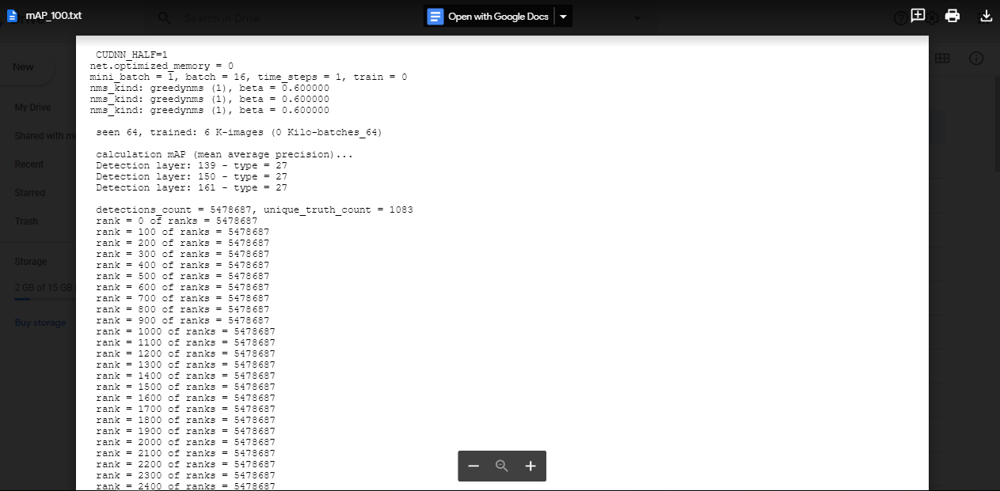 mAP_100.txt
Search in Drive
Open with Google Docs
New
My Drive
Shared with me
Recent
Starred
Trash
Storage
2 GB of 15 GB
Buy storage
CUDNN_HALF=1
net.optimized_memory = 0
mini_batch = 1, batch = 16, time_steps = 1, train = 0
nms_kind: greedynms (1), beta = 0.600000
nms_kind: greedynms (1), beta = 0.600000
nms_kind: greedynms (1), beta = 0.600000
seen 64, trained: 6 K-images (0 Kilo-batches_64)
calculation mAP (mean average precision)...
Detection layer: 139 - type = 27
Detection layer: 150 - type = 27
Detection layer: 161 - type = 27
detections_count = 5478687, unique_truth_count = 1083
rank = 0 of ranks = 5478687
rank = 100 of ranks = 5478687
rank = 200 of ranks = 5478687
rank = 300 of ranks = 5478687
rank = 400 of ranks = 5478687
rank = 500 of ranks = 5478687
rank = 600 of ranks = 5478687
rank = 700 of ranks = 5478687
rank = 800 of ranks = 5478687
rank = 900 of ranks = 5478687
rank = 1000 of ranks = 5478687
rank = 1100 of ranks = 5478687
rank = 1200 of ranks = 5478687
rank = 1300 of ranks = 5478687
rank = 1400 of ranks = 5478687
rank = 1500 of ranks = 5478687
rank = 1600 of ranks = 5478687
rank = 1700 of ranks = 5478687
rank = 1800 of ranks = 5478687
rank = 1900 of ranks = 5478687
rank = 2000 of ranks = 5478687
rank = 2100 of ranks = 5478687
rank = 2200 of ranks = 5478687
rank = 2300 of ranks = 5478687
rank = 2400 of ranks = 5478687